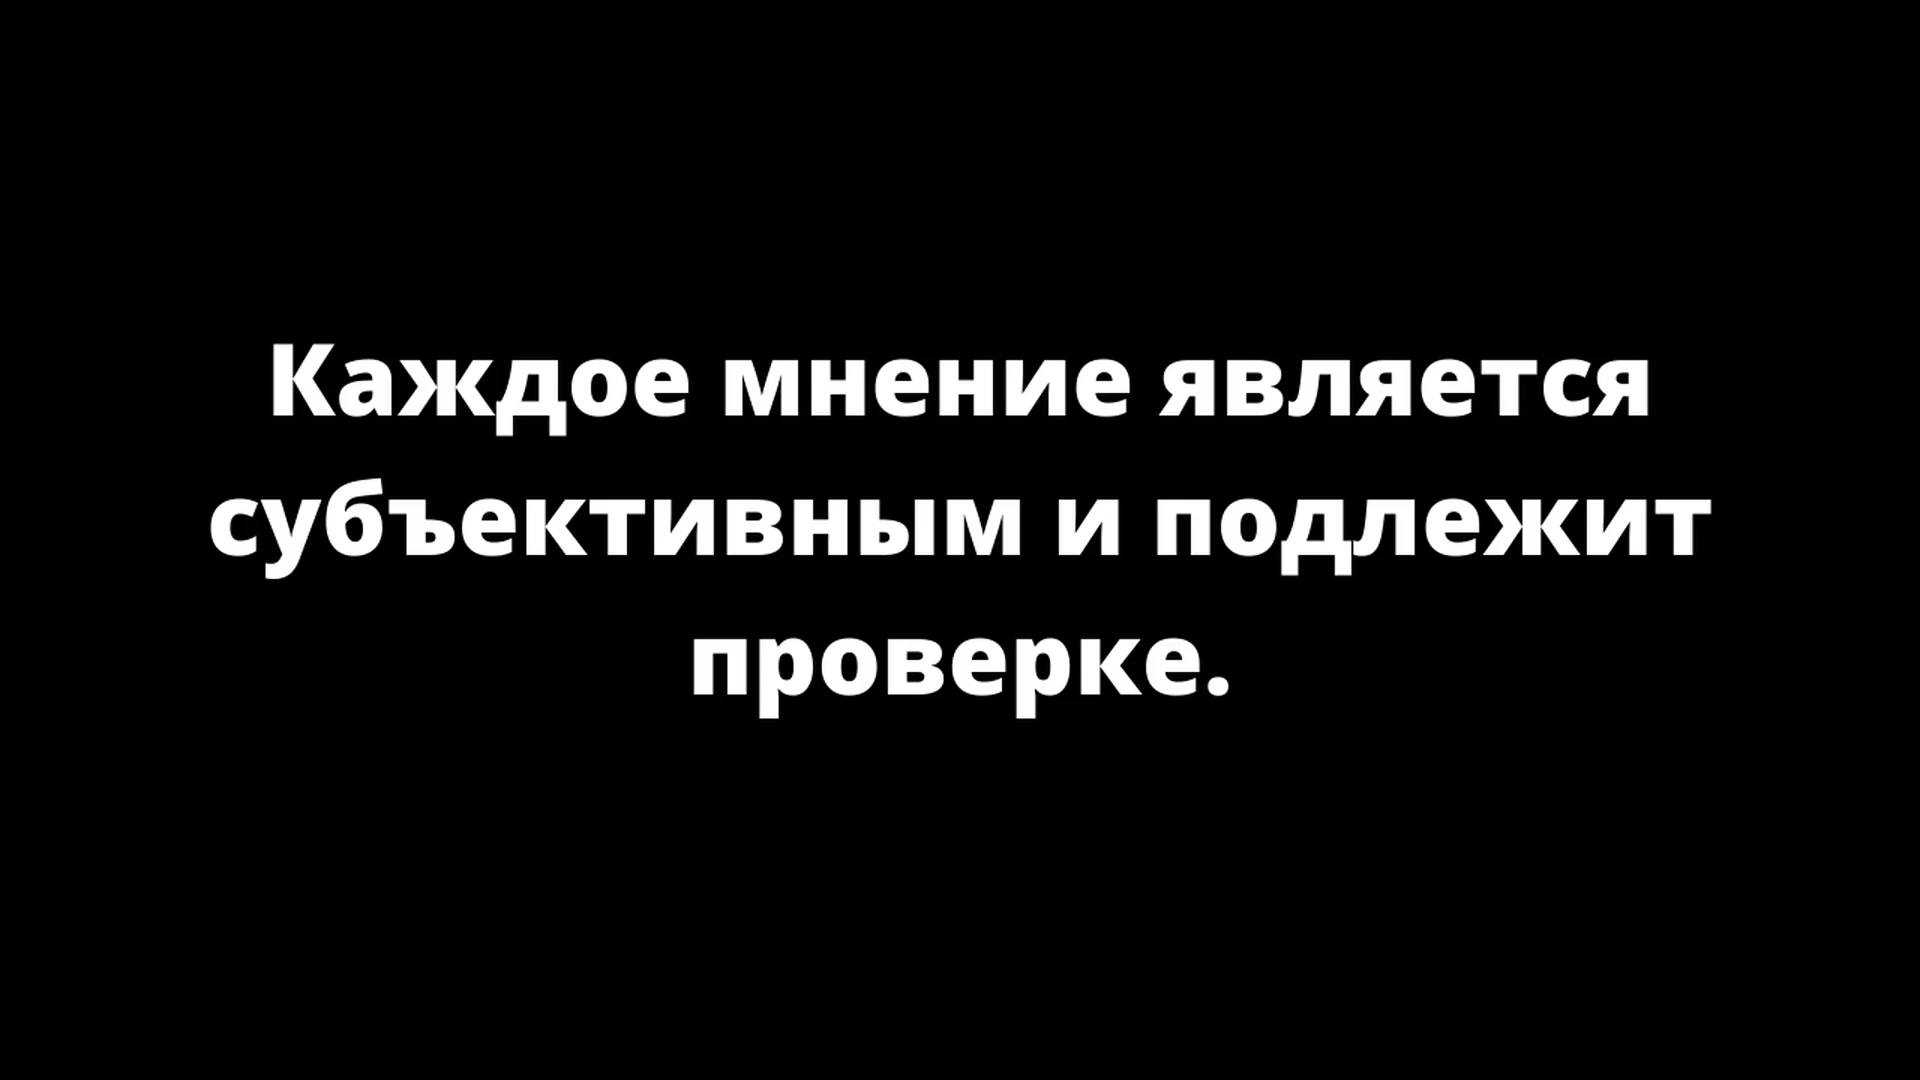 Каждое мнение является
субъективным и подлежит
проверке.